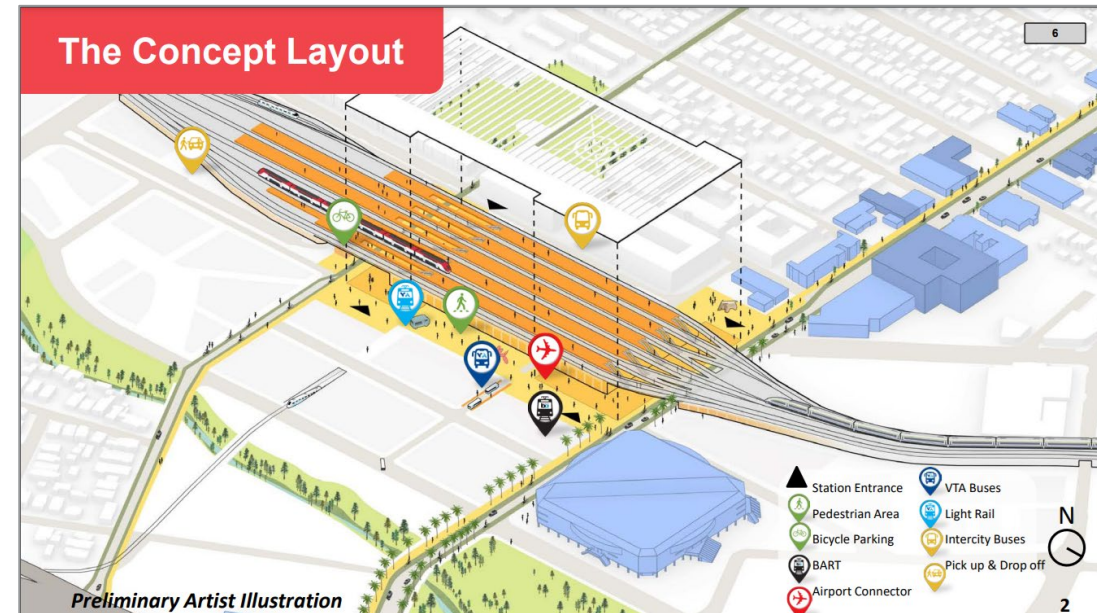 The Concept Layout
6
Station Entrance
Pedestrian Area
Bicycle Parking
BART
Airport Connector
VTA Buses
Light Rail
Intercity Buses
Pick up & Drop off
N
Preliminary Artist Illustration
2